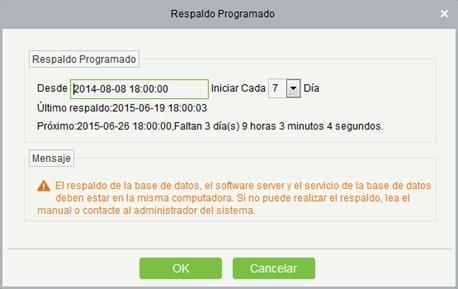 Respaldo Programado
Respaldo Programado
Desde 2014-08-08 18:00:00 Iniciar Cada 7 Día
Último respaldo:2015-06-19 18:00:03
Próximo:2015-06-26 18:00:00,Faltan 3 día(s) 9 horas 3 minutos 4 segundos.
Mensaje
El respaldo de la base de datos, el software server y el servicio de la base de datos
deben estar en la misma computadora. Si no puede realizar el respaldo, lea el
manual o contacte al administrador del sistema.
OK Cancelar